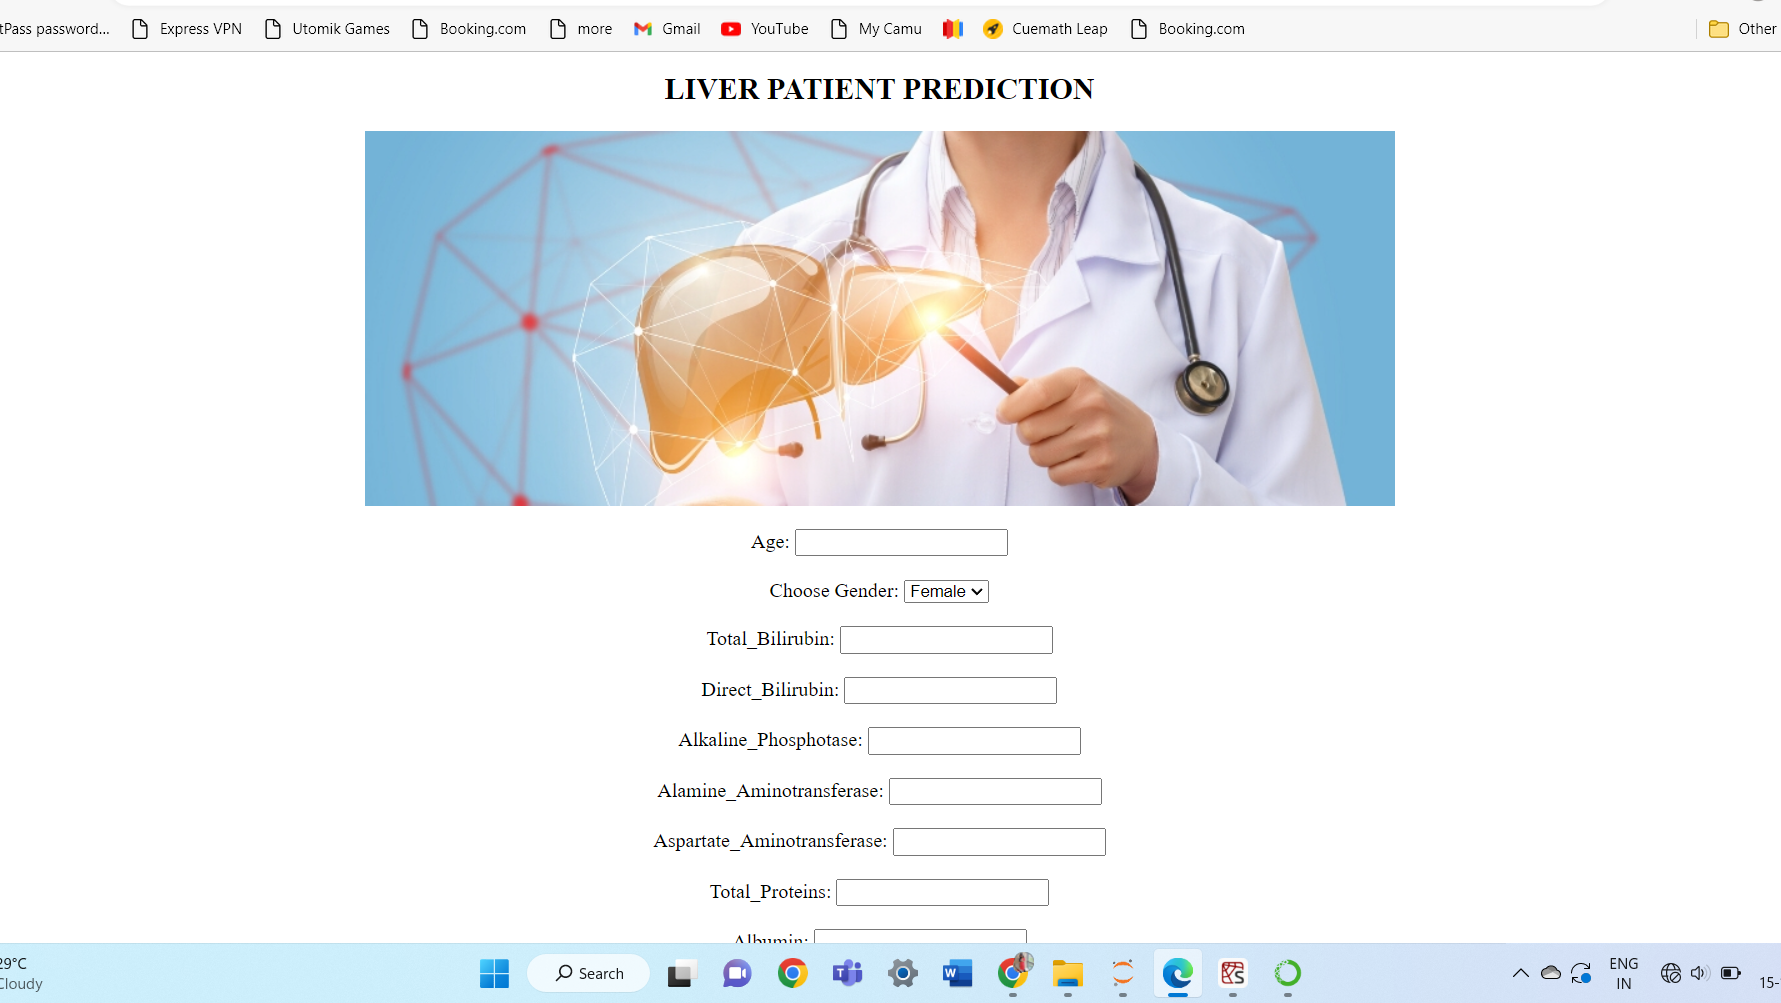 tPass password... Express VPN Utomik Games Booking.com more Gmail YouTube My Camu Cuemath Leap Booking.com Other
LIVER PATIENT PREDICTION
Age:
Choose Gender: Female
Total_Bilirubin:
Direct_Bilirubin:
Alkaline_Phosphotase:
Alamine_Aminotransferase:
Aspartate_Aminotransferase:
Total_Proteins:
Albumin:
29°C
Cloudy
Search
ENG
IN
15-